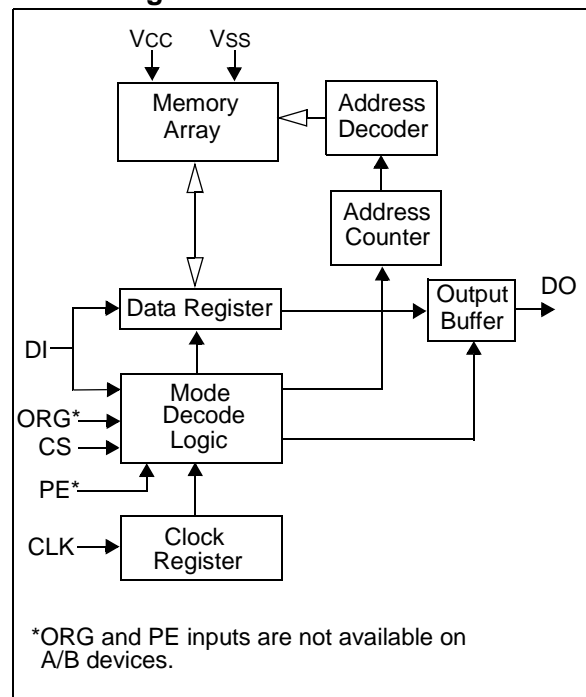 VCC VSS
Memory
Array
Address
Decoder
Address
Counter
Data Register
Output
Buffer
DO
DI
Mode
Decode
Logic
ORG*
CS
PE*
CLK
Clock
Register
*ORG and PE inputs are not available on
A/B devices.